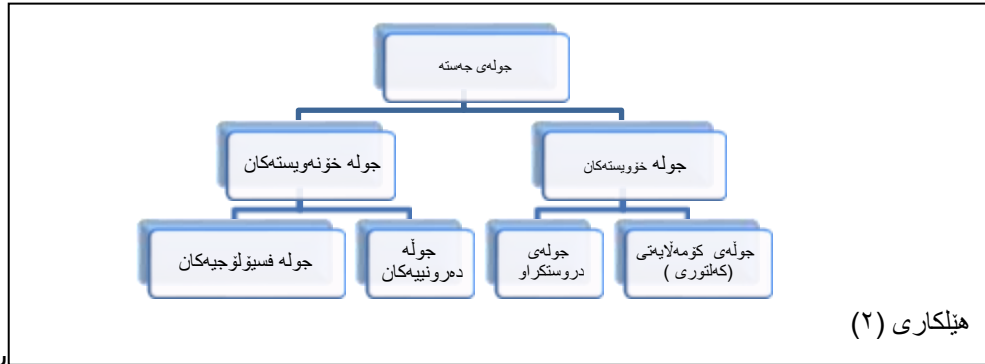 جولەی جەستە
جولە خۆویستەکان
جولە خۆنەویستەکان
جوڵەی کۆمەڵایەتی
(کەلتوری )
جولەی
دروستکراو
جوڵە
دەرونییەکان
جولە فسیۆلۆجیەکان
هێلکاری (٢)